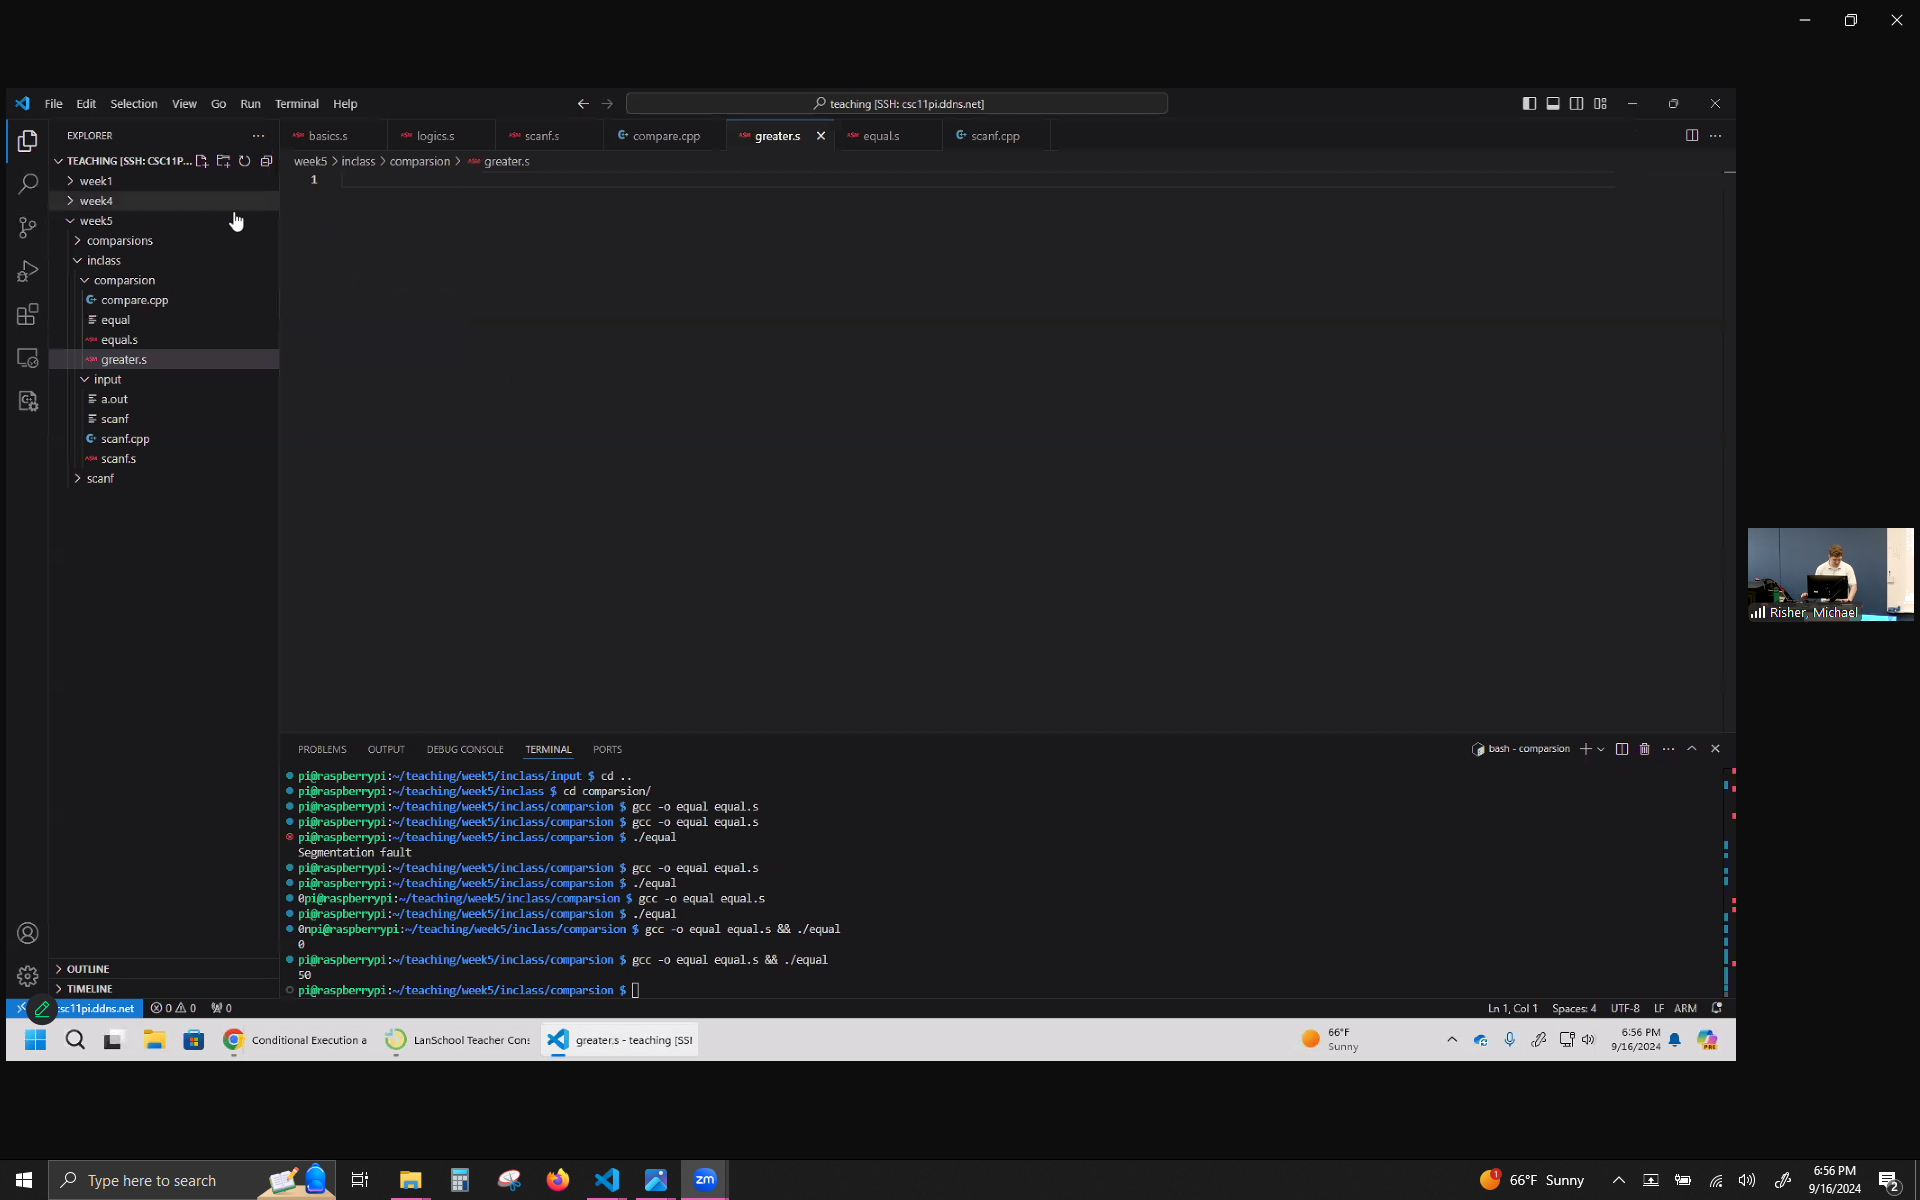 File Edit Selection View Go Run Terminal Help
teaching [SSH: csc11pi.ddns.net]
EXPLORER
basics.s
logics.s
scanf.s
compare.cpp
greater.s
equal.s
scanf.cpp
TEACHING [SSH: CSC11P...
week5 > inclass > comparsion > greater.s
1
week1
week4
week5
comparsions
inclass
comparsion
compare.cpp
equal
equal.s
greater.s
input
a.out
scanf
scanf.cpp
scanf.s
scanf
Risher, Michael
PROBLEMS OUTPUT DEBUG CONSOLE TERMINAL PORTS
bash - comparsion
pi@raspberrypi:~/teaching/week5/inclass/input $ cd ..
pi@raspberrypi:~/teaching/week5/inclass $ cd comparsion/
pi@raspberrypi:~/teaching/week5/inclass/comparsion $ gcc -o equal equal.s
pi@raspberrypi:~/teaching/week5/inclass/comparsion $ gcc -o equal equal.s
pi@raspberrypi:~/teaching/week5/inclass/comparsion $ ./equal
Segmentation fault
pi@raspberrypi:~/teaching/week5/inclass/comparsion $ gcc -o equal equal.s
pi@raspberrypi:~/teaching/week5/inclass/comparsion $ ./equal
0pi@raspberrypi:~/teaching/week5/inclass/comparsion $ gcc -o equal equal.s
pi@raspberrypi:~/teaching/week5/inclass/comparsion $ ./equal
0npi@raspberrypi:~/teaching/week5/inclass/comparsion $ gcc -o equal equal.s && ./equal
0
pi@raspberrypi:~/teaching/week5/inclass/comparsion $ gcc -o equal equal.s && ./equal
50
pi@raspberrypi:~/teaching/week5/inclass/comparsion $
OUTLINE
TIMELINE
csc11pi.ddns.net
0 0
0
Ln 1, Col 1 Spaces: 4 UTF-8 LF ARM
Conditional Execution a
LanSchool Teacher Cons
greater.s - teaching [SSH
66°F
Sunny
6:56 PM
9/16/2024
PRE
Type here to search
zm
1
66°F Sunny
6:56 PM
9/16/2024
2